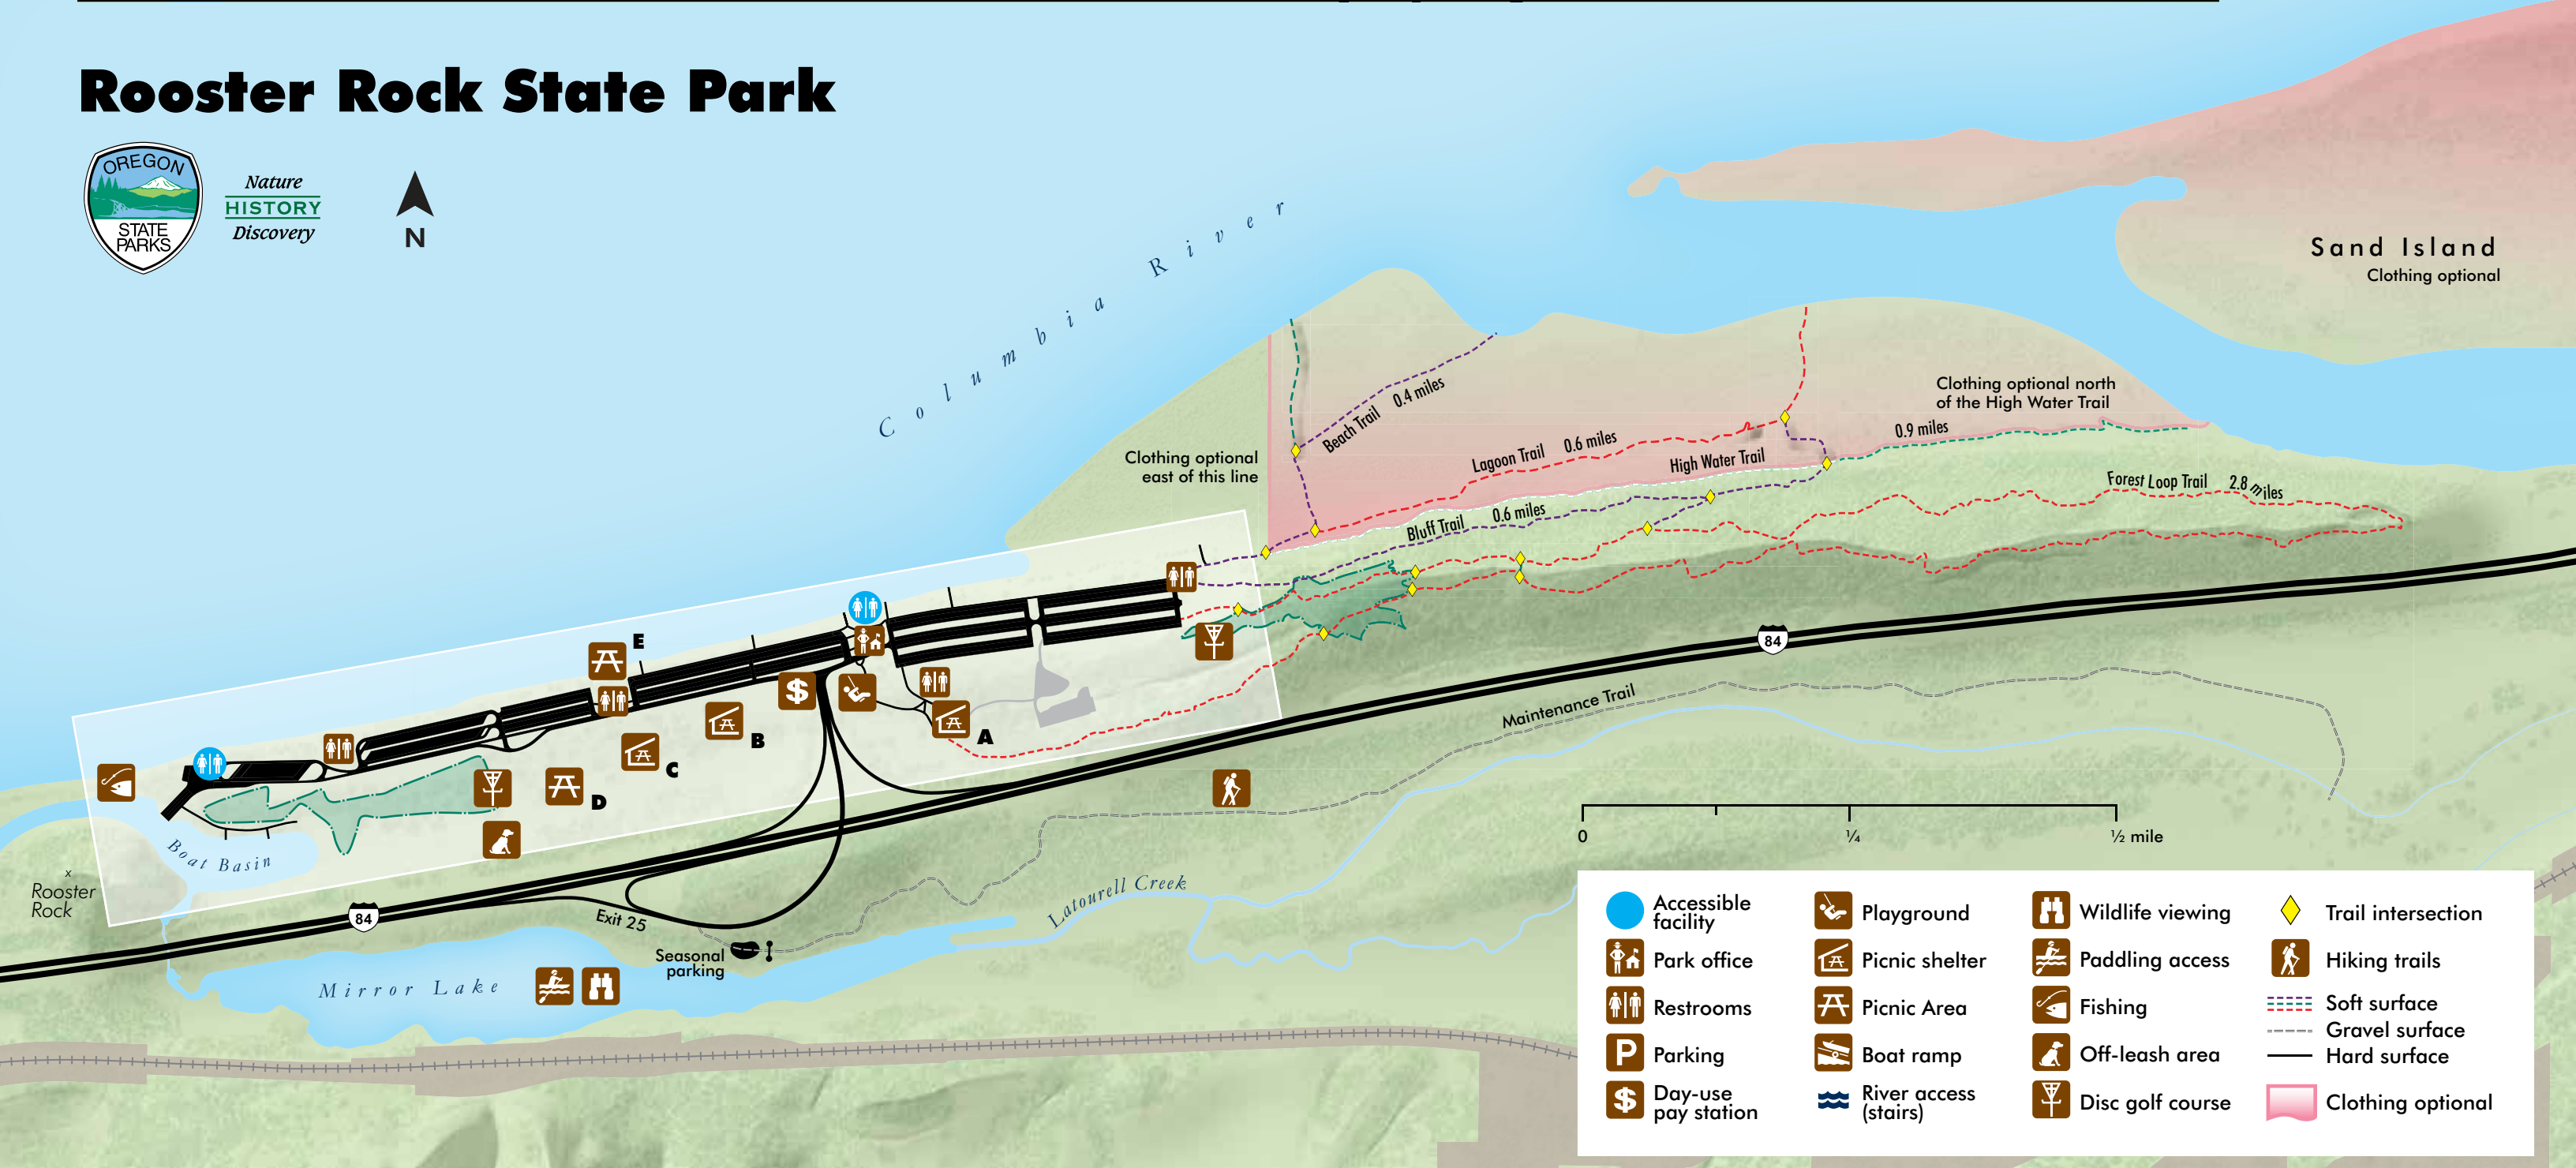 Rooster Rock State Park
OREGON
STATE
PARKS
Nature
HISTORY
Discovery
N
Columbia River
Sand Island
Clothing optional
Clothing optional north
of the High Water Trail
Beach Trail 0.4 miles
Lagoon Trail 0.6 miles
High Water Trail
0.9 miles
Clothing optional
east of this line
Forest Loop Trail 2.8 miles
Bluff Trail 0.6 miles
E
84
$
B
A
C
D
Maintenance Trail
Boat Basin
x
Rooster
Rock
84
Exit 25
Latourell Creek
Seasonal
parking
Mirror Lake
0
¼
½ mile
Accessible
facility
Park office
Restrooms
P Parking
$ Day-use
pay station
Playground
Picnic shelter
Picnic Area
Boat ramp
River access
(stairs)
Wildlife viewing
Paddling access
Fishing
Off-leash area
Disc golf course
Trail intersection
Hiking trails
Soft surface
Gravel surface
Hard surface
Clothing optional